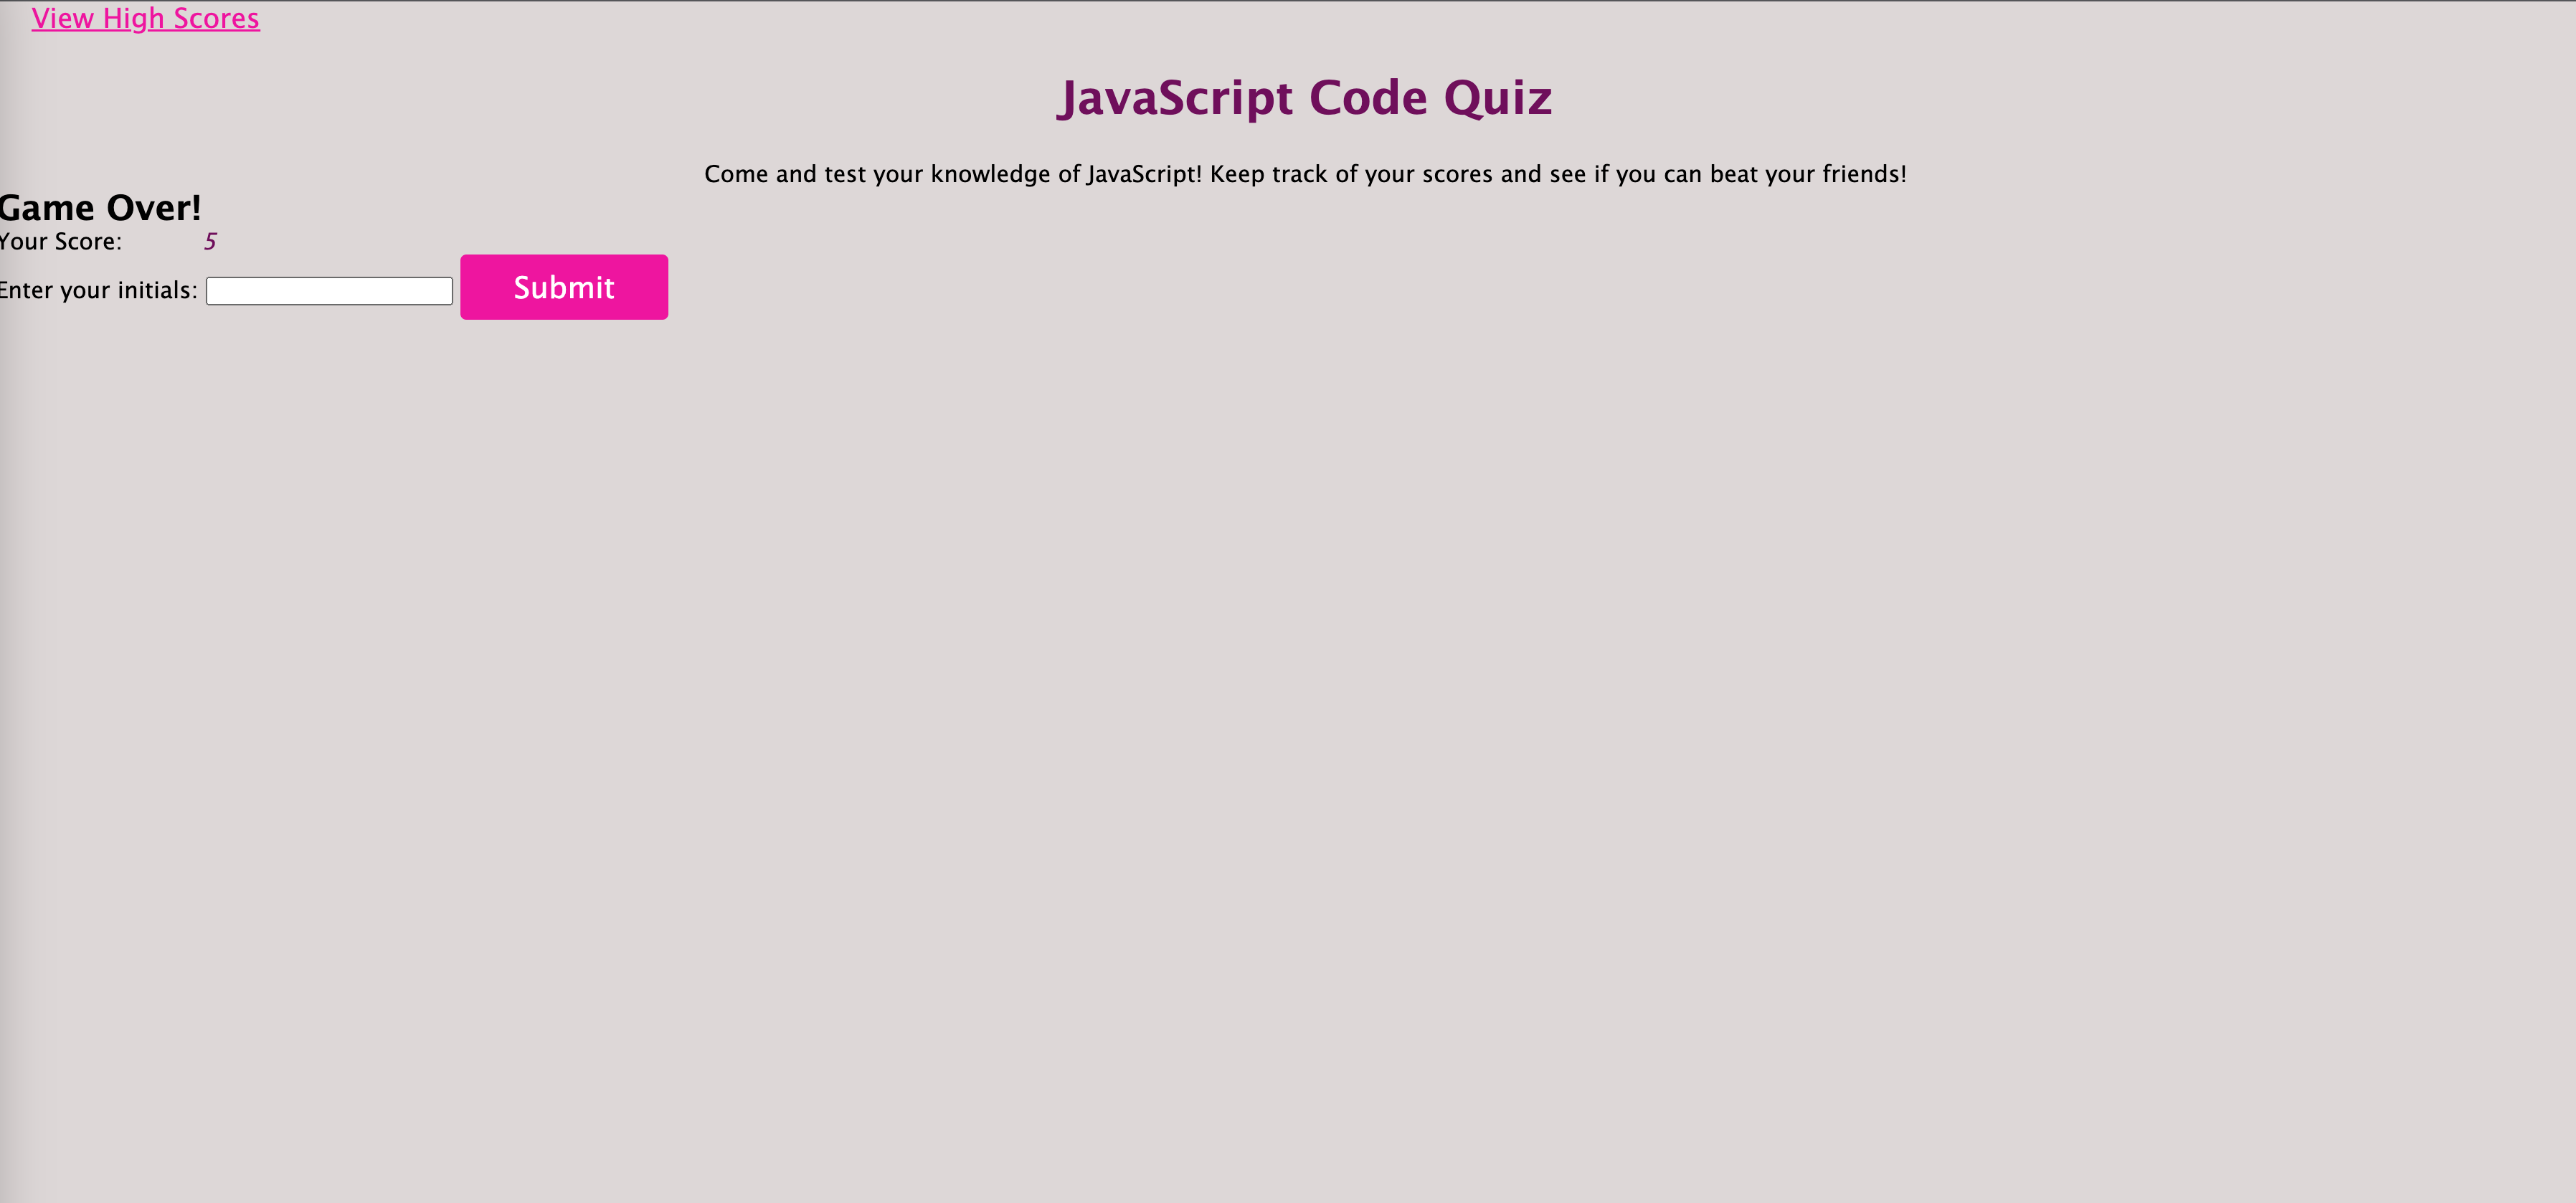 View High Scores
JavaScript Code Quiz
Come and test your knowledge of JavaScript! Keep track of your scores and see if you can beat your friends!
Game Over!
Your Score: 5
Enter your initials:
Submit